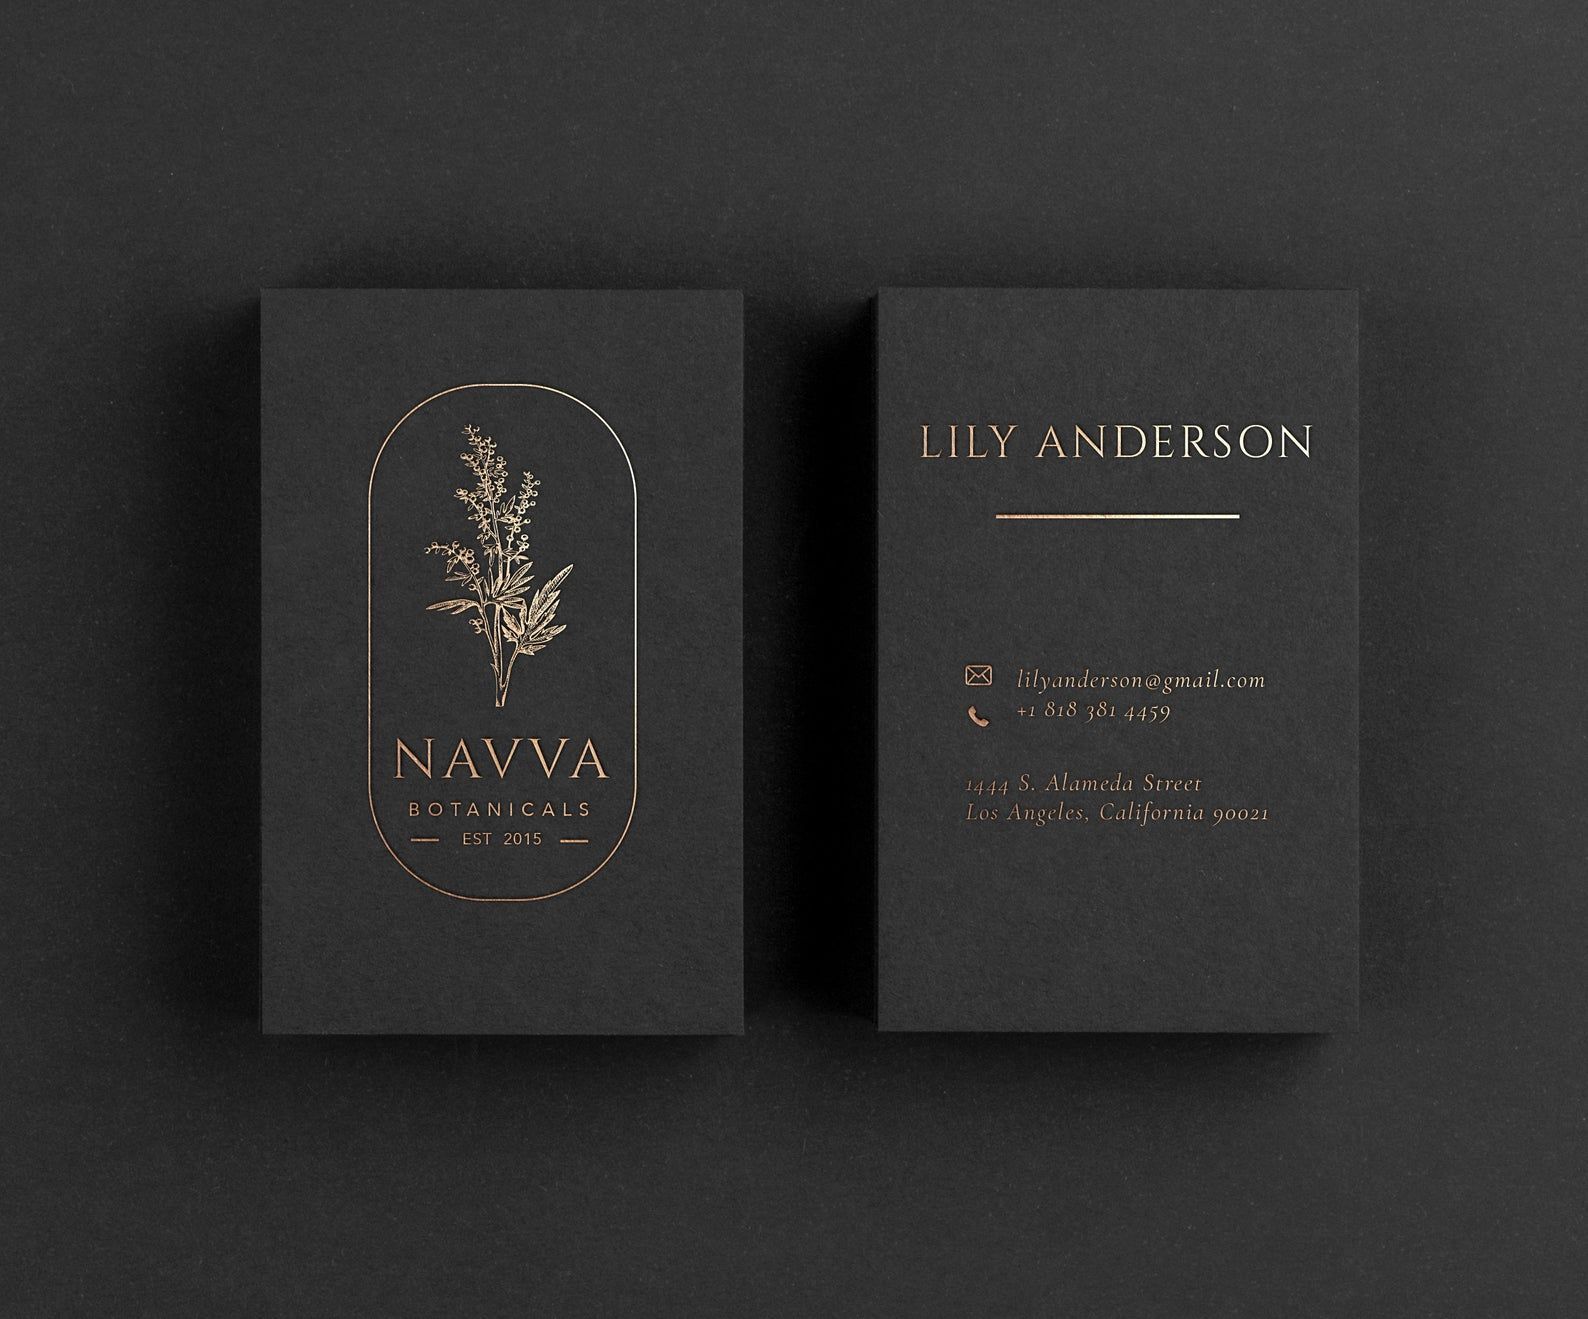 NAVVA
BOTANICALS
EST 2015
LILY ANDERSON
lilyanderson@gmail.com
+1 818 381 4459
1444 S. Alameda Street
Los Angeles, California 90021